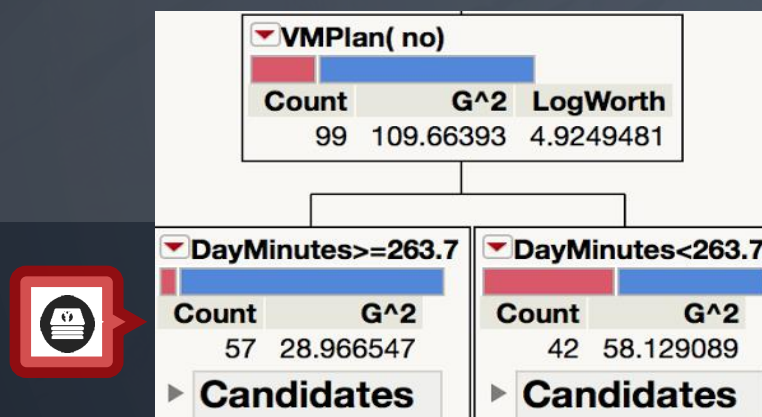 VMPlan( no)
Count G^2 LogWorth
99 109.66393 4.9249481
DayMinutes>=263.7
Count G^2
57 28.966547
Candidates
DayMinutes<263.7
Count G^2
42 58.129089
Candidates